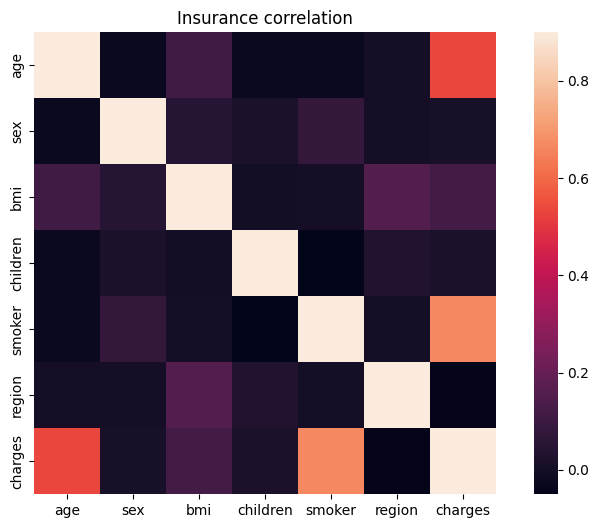 Insurance correlation
age
sex
bmi
children
smoker
region
charges
age sex bmi children smoker region charges
0.8
0.6
0.4
0.2
0.0